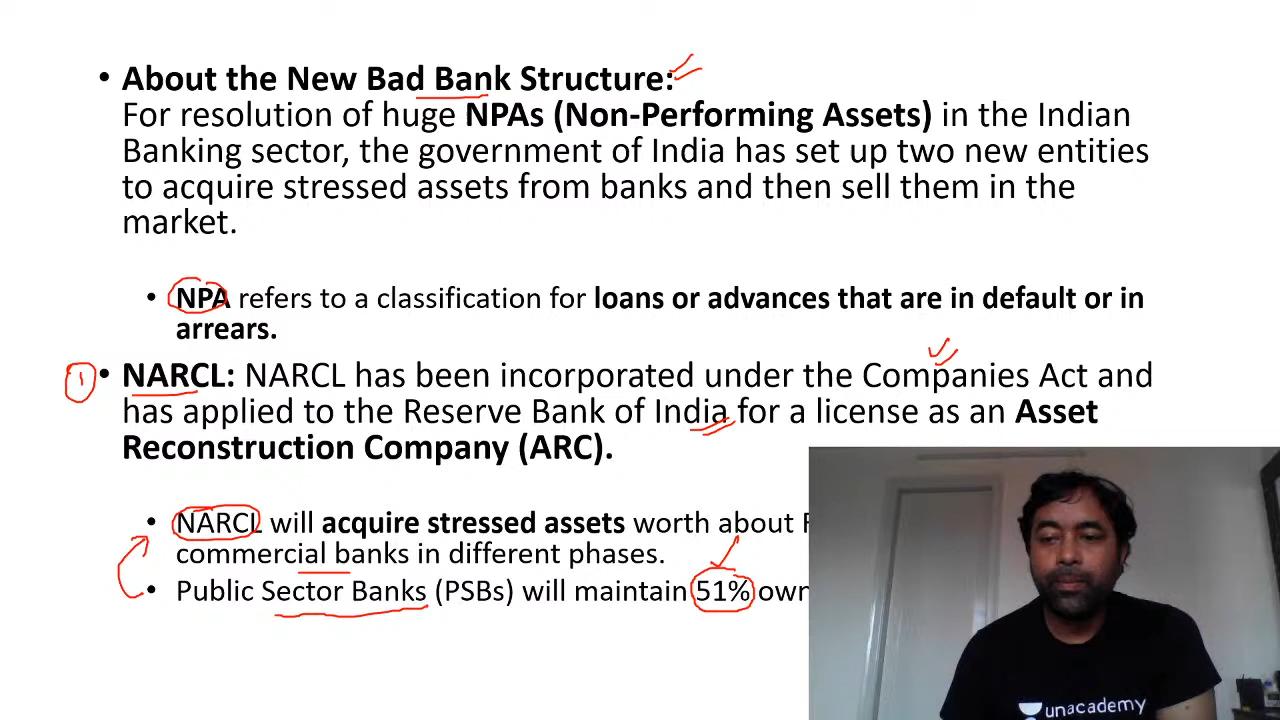 • About the New Bad Bank Structure:
For resolution of huge NPAs (Non-Performing Assets) in the Indian
Banking sector, the government of India has set up two new entities
to acquire stressed assets from banks and then sell them in the
market.
• NPA refers to a classification for loans or advances that are in default or in
arrears.
1
• NARCL: NARCL has been incorporated under the Companies Act and
has applied to the Reserve Bank of India for a license as an Asset
Reconstruction Company (ARC).
• NARCL will acquire stressed assets worth about
commercial banks in different phases.
• Public Sector Banks (PSBs) will maintain 51%
unacademy